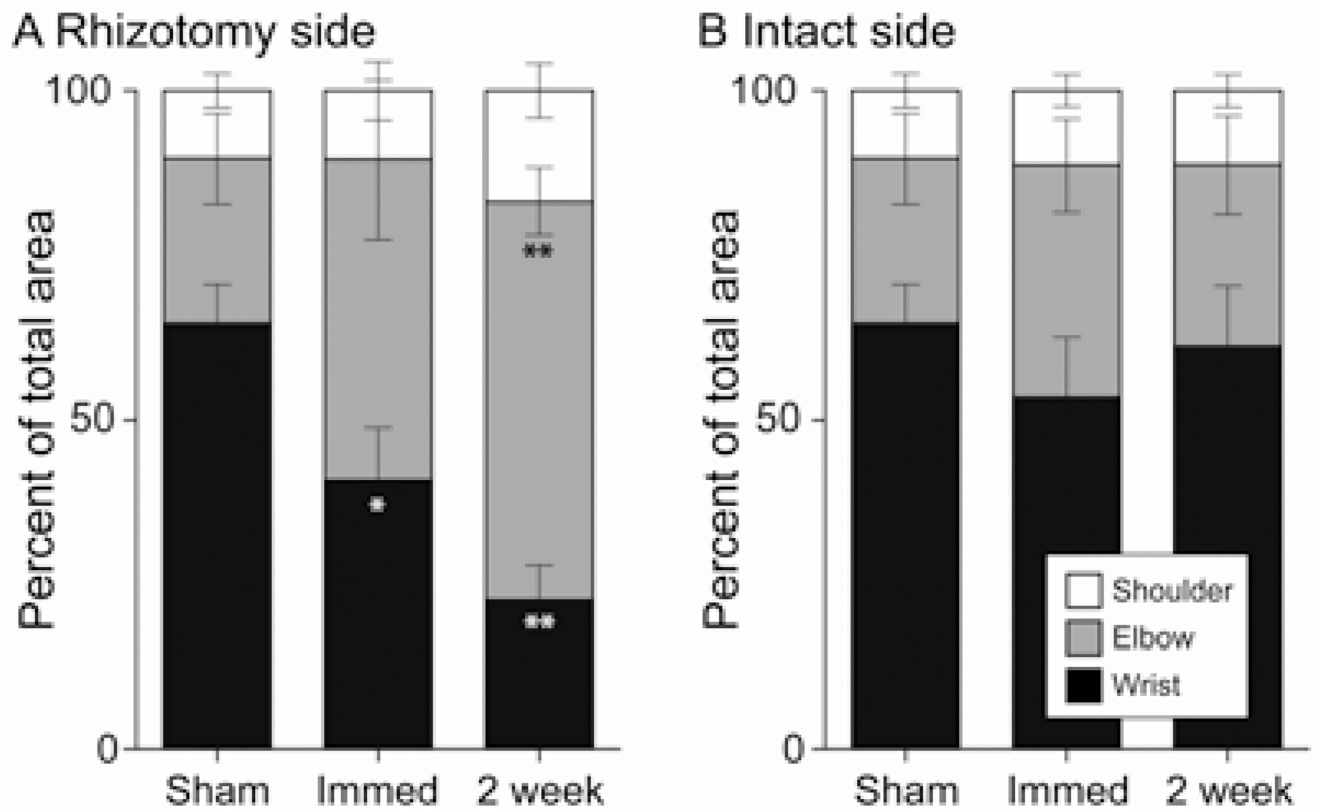 A Rhizotomy side
100
50
0
Percent of total area
**
*
**
Sham Immed 2 week
B Intact side
100
50
0
Percent of total area
Shoulder
Elbow
Wrist
Sham Immed 2 week